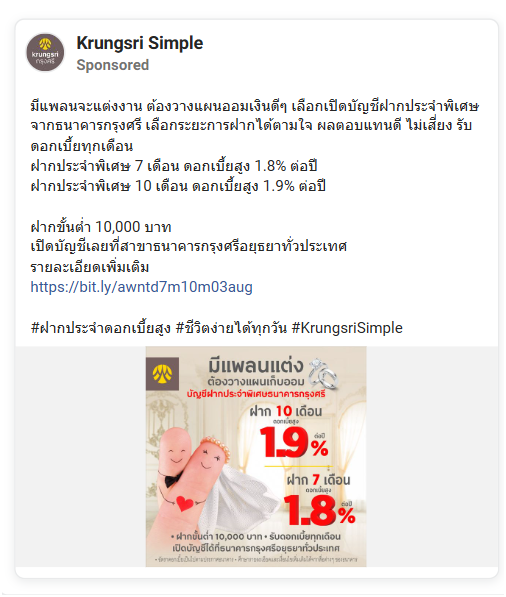 Krungsri Simple
Sponsored
krungsri
กรุงศรี
มีแพลนจะแต่งงาน ต้องวางแผนออมเงินดีๆ เลือกเปิดบัญชีฝากประจำพิเศษ
จากธนาคารกรุงศรี เลือกระยะการฝากได้ตามใจ ผลตอบแทนดี ไม่เสี่ยง รับ
ดอกเบี้ยทุกเดือน
ฝากประจำพิเศษ 7 เดือน ดอกเบี้ยสูง 1.8% ต่อปี
ฝากประจำพิเศษ 10 เดือน ดอกเบี้ยสูง 1.9% ต่อปี
ฝากขั้นต่ำ 10,000 บาท
เปิดบัญชีเลยที่สาขาธนาคารกรุงศรีอยุธยาทั่วประเทศ
รายละเอียดเพิ่มเติม
https://bit.ly/awntd7m10m03aug
#ฝากประจำดอกเบี้ยสูง #ชีวิตง่ายได้ทุกวัน #KrungsriSimple
มีแพลนแต่ง
ต้องวางแผนเก็บออม
บัญชีฝากประจำพิเศษธนาคารกรุงศรี
ฝาก 10 เดือน
ดอกเบี้ยสูง
1.9% ต่อปี
ฝาก 7 เดือน
ดอกเบี้ยสูง
1.8% ต่อปี
• ฝากขั้นต่ำ 10,000 บาท • รับดอกเบี้ยทุกเดือน
เปิดบัญชีได้ที่ธนาคารกรุงศรีอยุธยาทั่วประเทศ